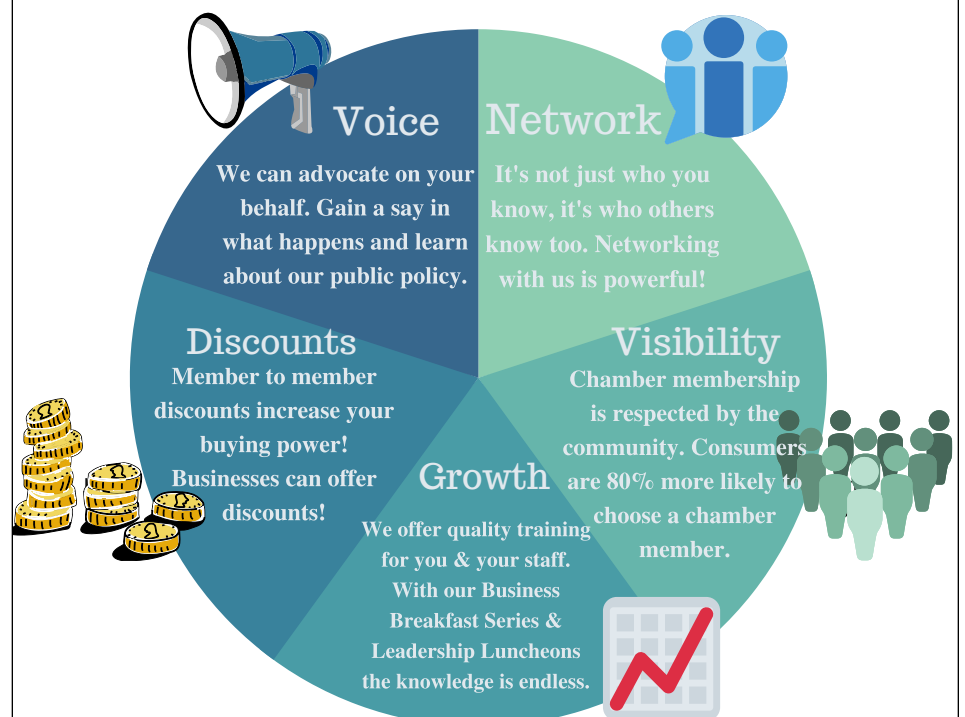 Voice
We can advocate on your
behalf. Gain a say in
what happens and learn
about our public policy.
Network
It's not just who you
know, it's who others
know too. Networking
with us is powerful!
Discounts
Member to member
discounts increase your
buying power!
Businesses can offer
discounts!
Visibility
Chamber membership
is respected by the
community. Consumers
are 80% more likely to
choose a chamber
member.
Growth
We offer quality training
for you & your staff.
With our Business
Breakfast Series &
Leadership Luncheons
the knowledge is endless.